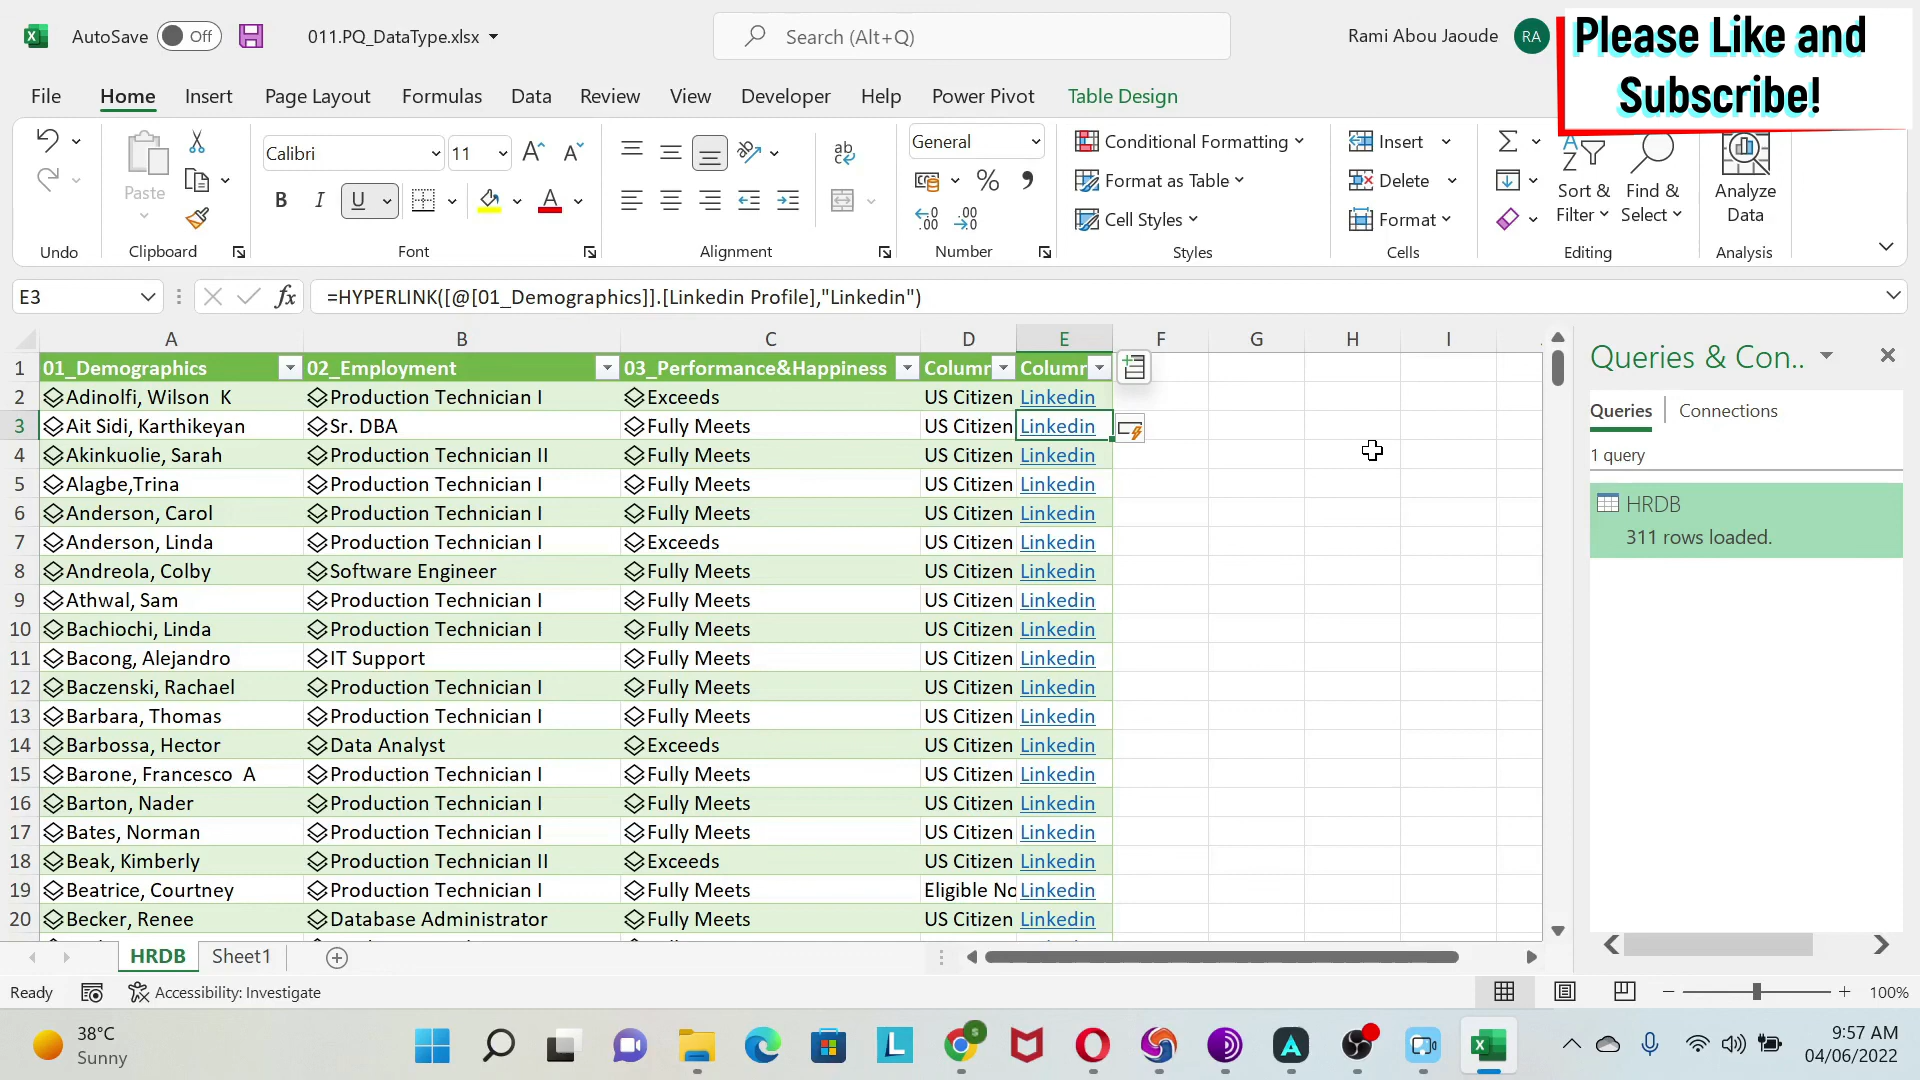 AutoSave Off 011.PQ_DataType.xlsx Search (Alt+Q) Rami Abou Jaoude RA
Please Like and
Subscribe!
File Home Insert Page Layout Formulas Data Review View Developer Help Power Pivot Table Design
Paste
Calibri 11
B I U A
ab
General
% ,
Conditional Formatting
Format as Table
Cell Styles
Insert
Delete
Format
Sort &
Filter
Find &
Select
Analyze
Data
Undo Clipboard Font Alignment Number Styles Cells Editing Analysis
E3 fx =HYPERLINK([@[01_Demographics]].[Linkedin Profile],"Linkedin")
A B C D E F G H I
1 01_Demographics 02_Employment 03_Performance&Happiness Column Column
2 Adinolfi, Wilson K Production Technician I Exceeds US Citizen Linkedin
3 Ait Sidi, Karthikeyan Sr. DBA Fully Meets US Citizen Linkedin
4 Akinkuolie, Sarah Production Technician II Fully Meets US Citizen Linkedin
5 Alagbe,Trina Production Technician I Fully Meets US Citizen Linkedin
6 Anderson, Carol Production Technician I Fully Meets US Citizen Linkedin
7 Anderson, Linda Production Technician I Exceeds US Citizen Linkedin
8 Andreola, Colby Software Engineer Fully Meets US Citizen Linkedin
9 Athwal, Sam Production Technician I Fully Meets US Citizen Linkedin
10 Bachiochi, Linda Production Technician I Fully Meets US Citizen Linkedin
11 Bacong, Alejandro IT Support Fully Meets US Citizen Linkedin
12 Baczenski, Rachael Production Technician I Fully Meets US Citizen Linkedin
13 Barbara, Thomas Production Technician I Fully Meets US Citizen Linkedin
14 Barbossa, Hector Data Analyst Exceeds US Citizen Linkedin
15 Barone, Francesco A Production Technician I Fully Meets US Citizen Linkedin
16 Barton, Nader Production Technician I Fully Meets US Citizen Linkedin
17 Bates, Norman Production Technician I Fully Meets US Citizen Linkedin
18 Beak, Kimberly Production Technician II Exceeds US Citizen Linkedin
19 Beatrice, Courtney Production Technician I Fully Meets Eligible No Linkedin
20 Becker, Renee Database Administrator Fully Meets US Citizen Linkedin
Queries & Con..
Queries Connections
1 query
HRDB
311 rows loaded.
HRDB Sheet1
Ready Accessibility: Investigate 100%
38°C
Sunny
9:57 AM
04/06/2022